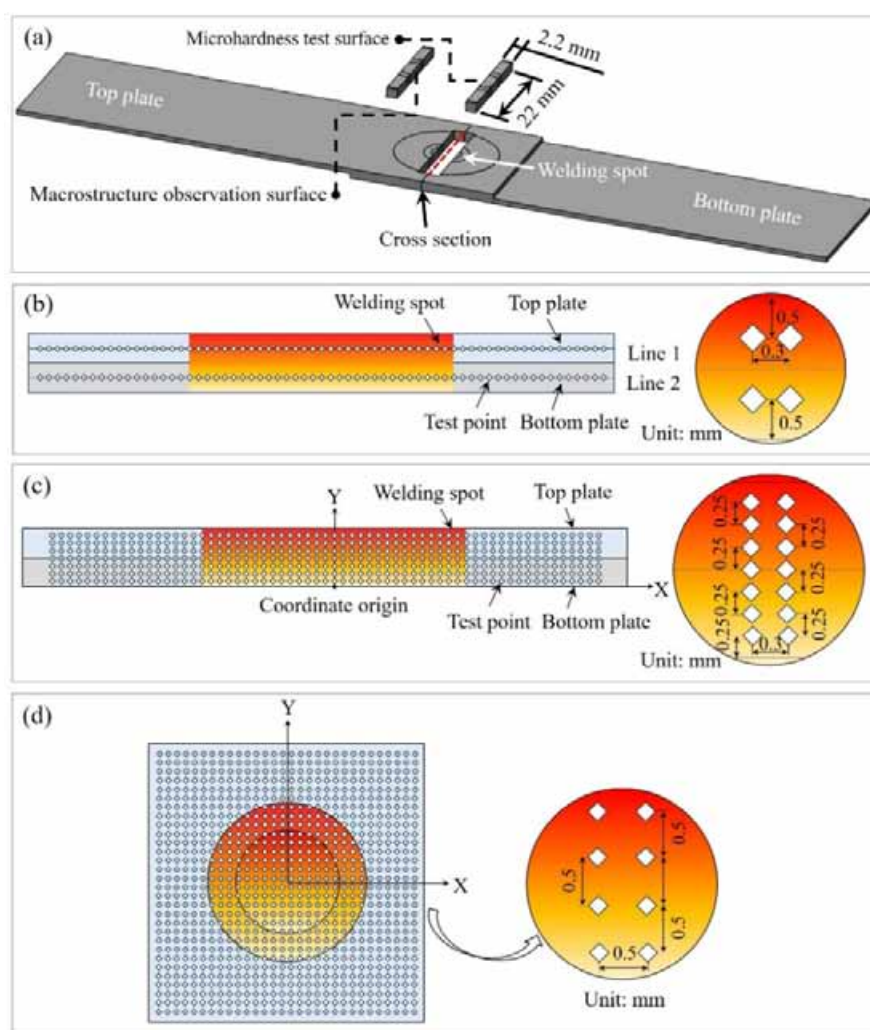 (a)
Microhardness test surface
2.2 mm
22 mm
Top plate
Welding spot
Macrostructure observation surface
Bottom plate
Cross section
(b)
Welding spot
Top plate
0.5
Line 1
0.3
Line 2
Test point
Bottom plate
0.5
Unit: mm
(c)
Y
Welding spot
Top plate
0.25
0.25
0.25
0.25
0.25
0.25
0.25
X
Coordinate origin
Test point
Bottom plate
0.3
Unit: mm
(d)
Y
X
0.5
0.5
0.5
0.5
Unit: mm